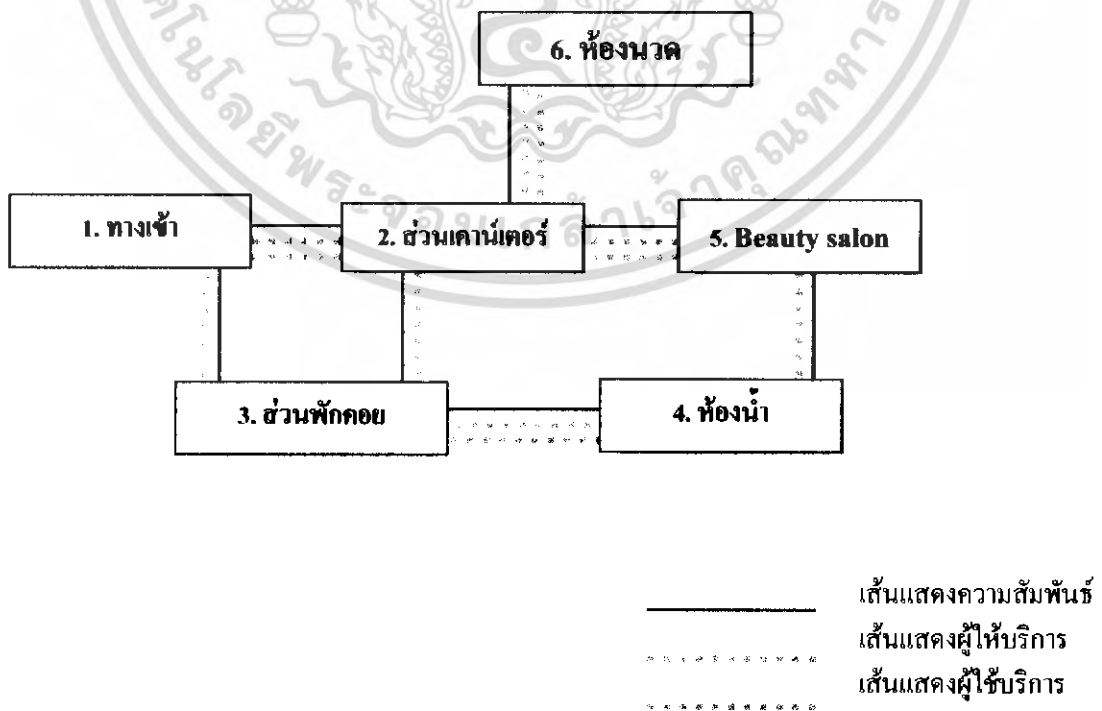 6. ห้องนวด
1. ทางเข้า
2. ส่วนเคาน์เตอร์
5. Beauty salon
3. ส่วนพักคอย
4. ห้องน้ำ
เส้นแสดงความสัมพันธ์
เส้นแสดงผู้ให้บริการ
เส้นแสดงผู้ใช้บริการ